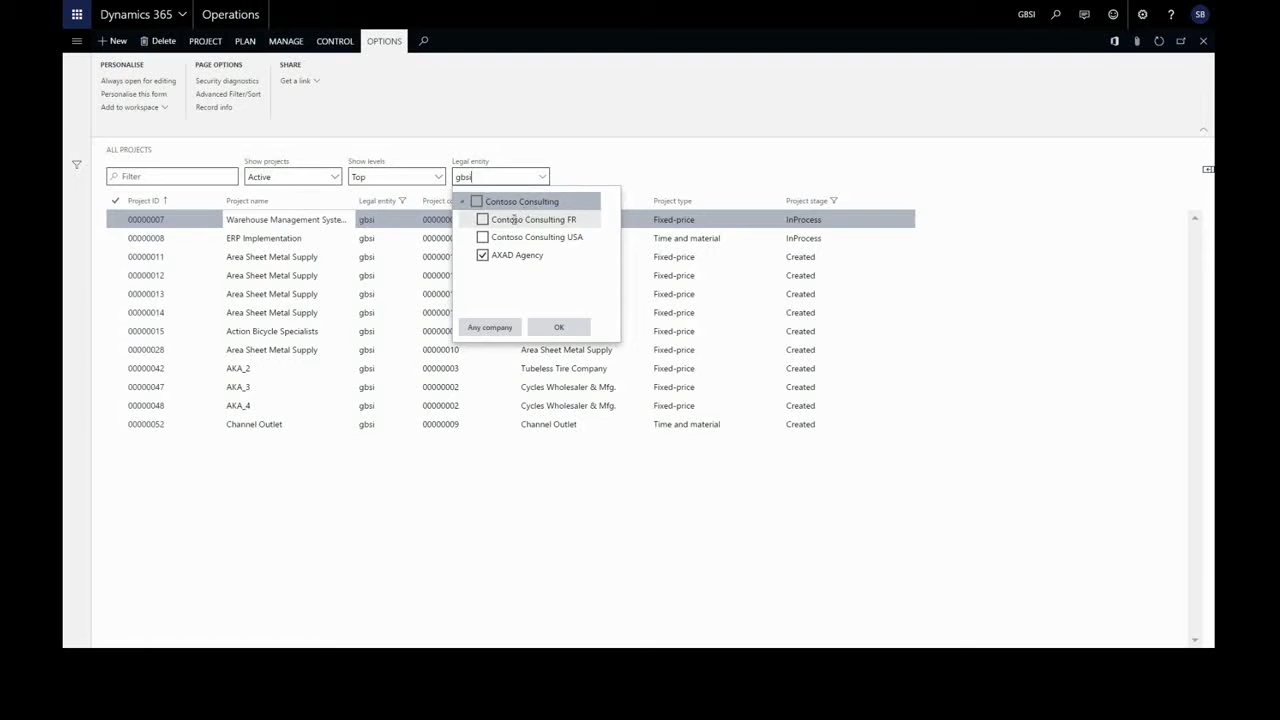 Dynamics 365 Operations GBSI ? SB
+ New Delete PROJECT PLAN MANAGE CONTROL OPTIONS
PERSONALISE PAGE OPTIONS SHARE
Always open for editing Security diagnostics Get a link
Personalise this form Advanced Filter/Sort
Add to workspace Record info
ALL PROJECTS
Show projects Show levels Legal entity
Filter Active Top gbsi
Contoso Consulting
Contoso Consulting FR
Contoso Consulting USA
AXAD Agency
Any company OK
Project ID Project name Legal entity Project type Project stage
00000007 Warehouse Management Syste... gbsi Fixed-price InProcess
00000008 ERP Implementation gbsi Time and material InProcess
00000011 Area Sheet Metal Supply gbsi Fixed-price Created
00000012 Area Sheet Metal Supply gbsi Fixed-price Created
00000013 Area Sheet Metal Supply gbsi Fixed-price Created
00000014 Area Sheet Metal Supply gbsi Fixed-price Created
00000015 Action Bicycle Specialists gbsi Fixed-price Created
00000028 Area Sheet Metal Supply gbsi 00000010 Area Sheet Metal Supply Fixed-price Created
00000042 AKA_2 gbsi 00000003 Tubeless Tire Company Fixed-price Created
00000047 AKA_3 gbsi 00000002 Cycles Wholesaler & Mfg. Fixed-price Created
00000048 AKA_4 gbsi 00000002 Cycles Wholesaler & Mfg. Fixed-price Created
00000052 Channel Outlet gbsi 00000009 Channel Outlet Time and material Created